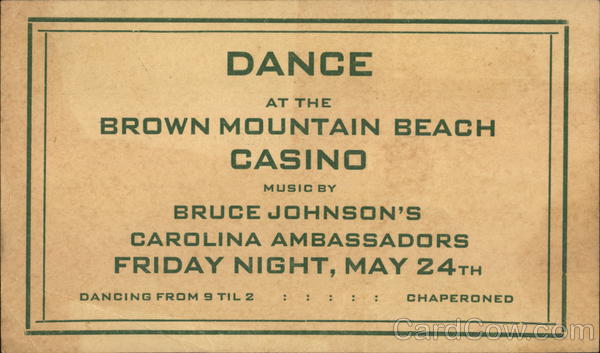 DANCE
AT THE
BROWN MOUNTAIN BEACH
CASINO
MUSIC BY
BRUCE JOHNSON'S
CAROLINA AMBASSADORS
FRIDAY NIGHT, MAY 24TH
DANCING FROM 9 TIL 2 : : : : : CHAPERONED
CardCow.com